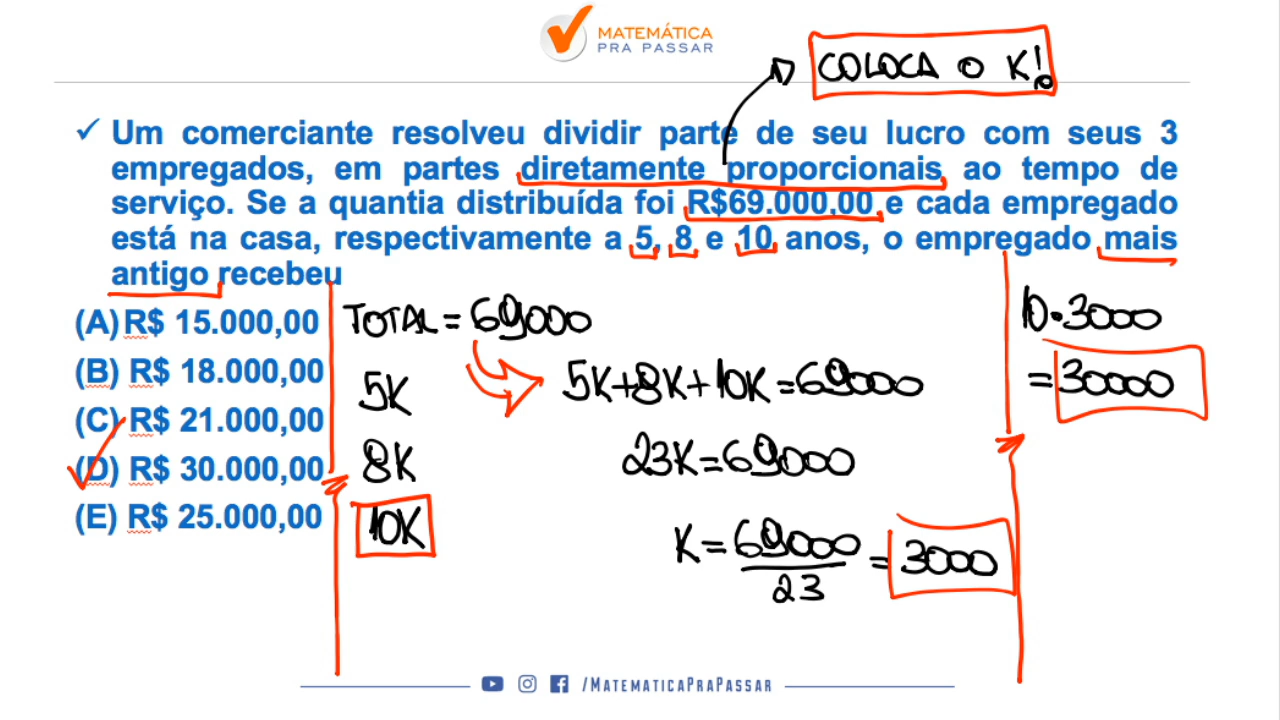 MATEMÁTICA
PRA PASSAR
COLOCA O K!
✓ Um comerciante resolveu dividir parte de seu lucro com seus 3
empregados, em partes diretamente proporcionais ao tempo de
serviço. Se a quantia distribuída foi R$69.000,00 e cada empregado
está na casa, respectivamente a 5, 8 e 10 anos, o empregado mais
antigo recebeu
(A) R$ 15.000,00
(B) R$ 18.000,00
(C) R$ 21.000,00
(D) R$ 30.000,00
(E) R$ 25.000,00
TOTAL = 69000
5K
8K
10K
5K+8K+10K=69000
23K=69000
K=69000/23=3000
10.3000
=30000
/MATEMATICAPRAPASSAR